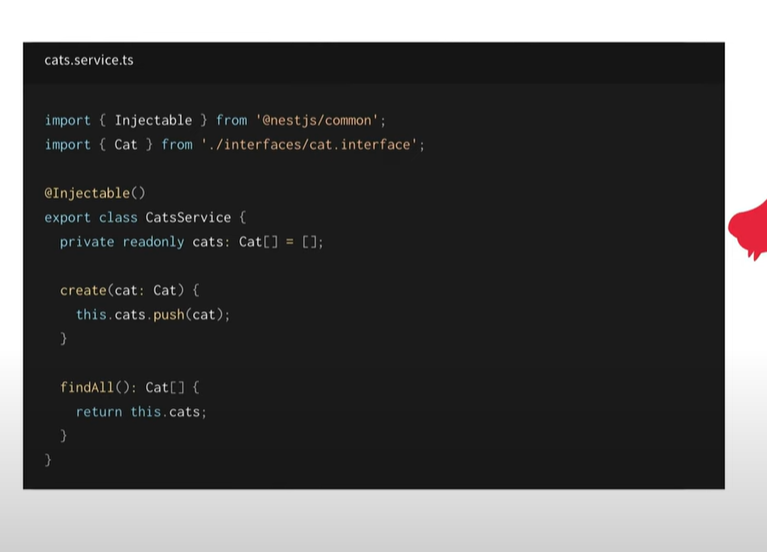 cats.service.ts
import { Injectable } from '@nestjs/common';
import { Cat } from './interfaces/cat.interface';
@Injectable()
export class CatsService {
  private readonly cats: Cat[] = [];
  create(cat: Cat) {
    this.cats.push(cat);
  }
  findAll(): Cat[] {
    return this.cats;
  }
}